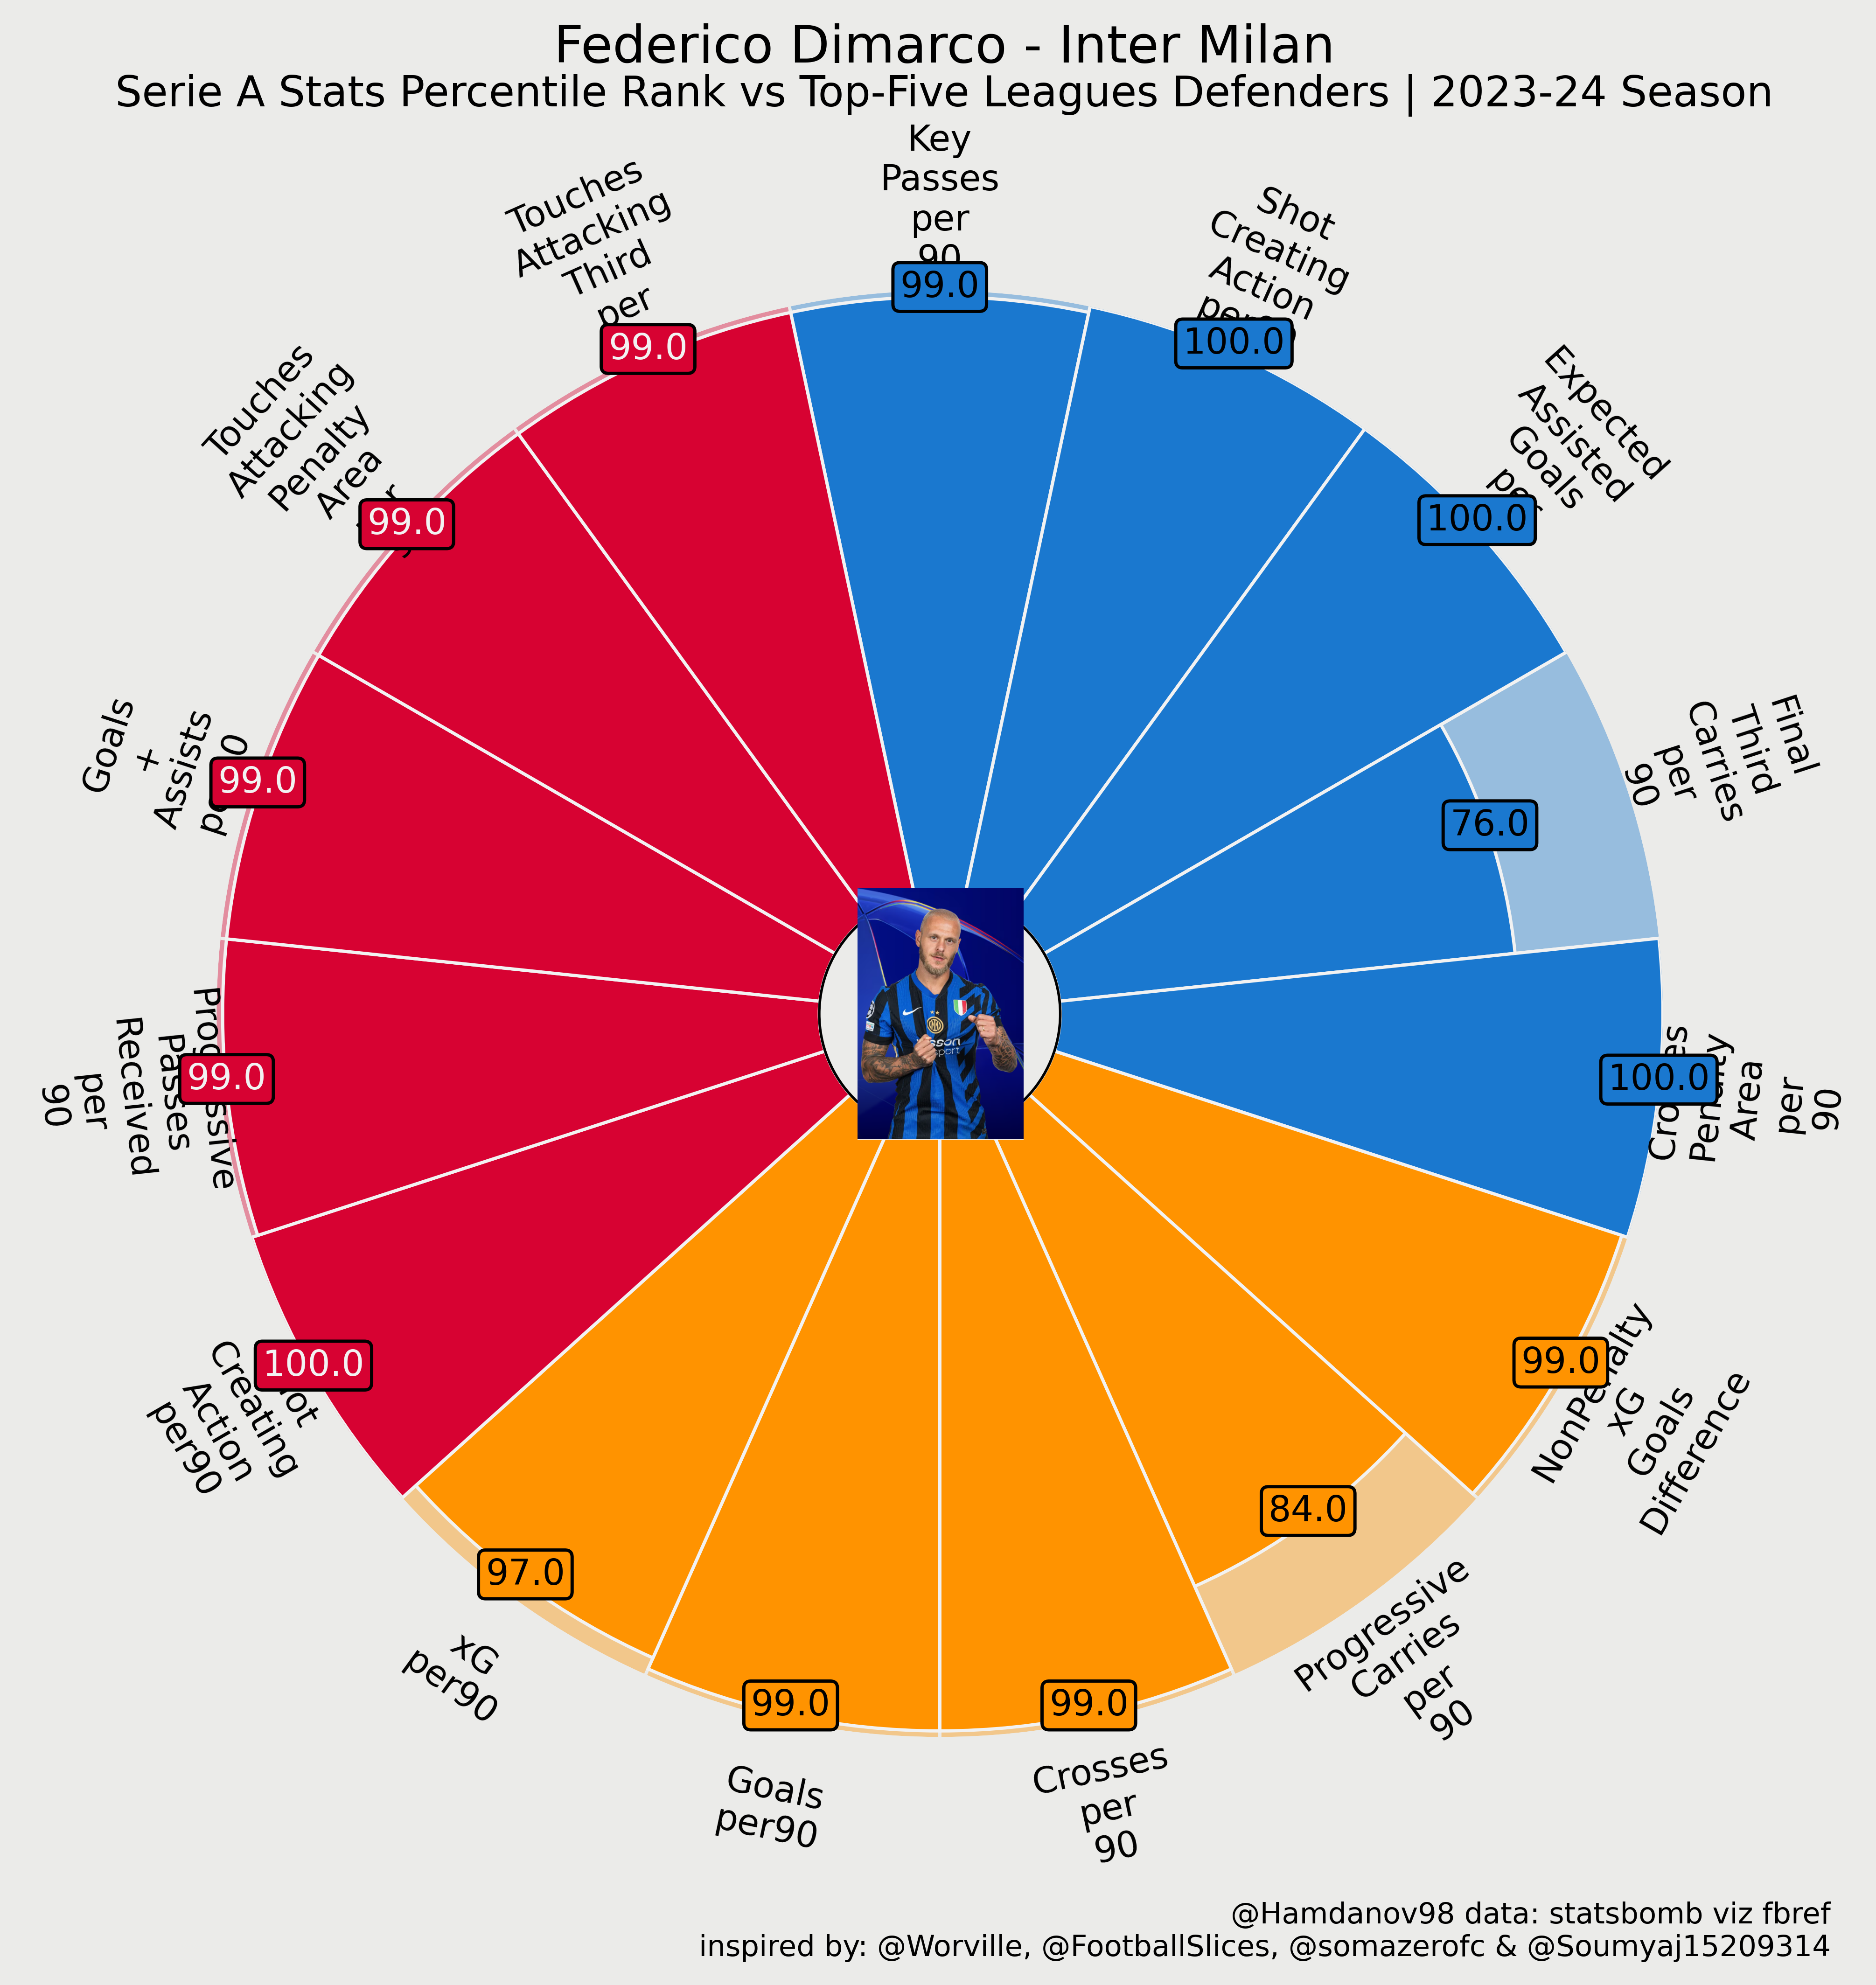 Federico Dimarco - Inter Milan
Serie A Stats Percentile Rank vs Top-Five Leagues Defenders | 2023-24 Season
Key
Passes
per
90
99.0
Shot
Creating
Action
100.0
Expected
Assisted
Goals
per
100.0
Final
Third
Carries
per
90
76.0
Crosses
Penalty
Area
per
90
100.0
NonPenalty
xG
Goals
Difference
99.0
Progressive
Carries
per
90
84.0
Crosses
per
90
99.0
Goals
per90
99.0
xG
per90
97.0
Creating
Action
per90
100.0
Progressive
Passes
Received
per
90
99.0
Goals
+
Assists
99.0
Touches
Attacking
Penalty
Area
99.0
Touches
Attacking
Third
per
99.0
@Hamdanov98 data: statsbomb viz fbref
inspired by: @Worville, @FootballSlices, @somazerofc & @Soumyaj15209314